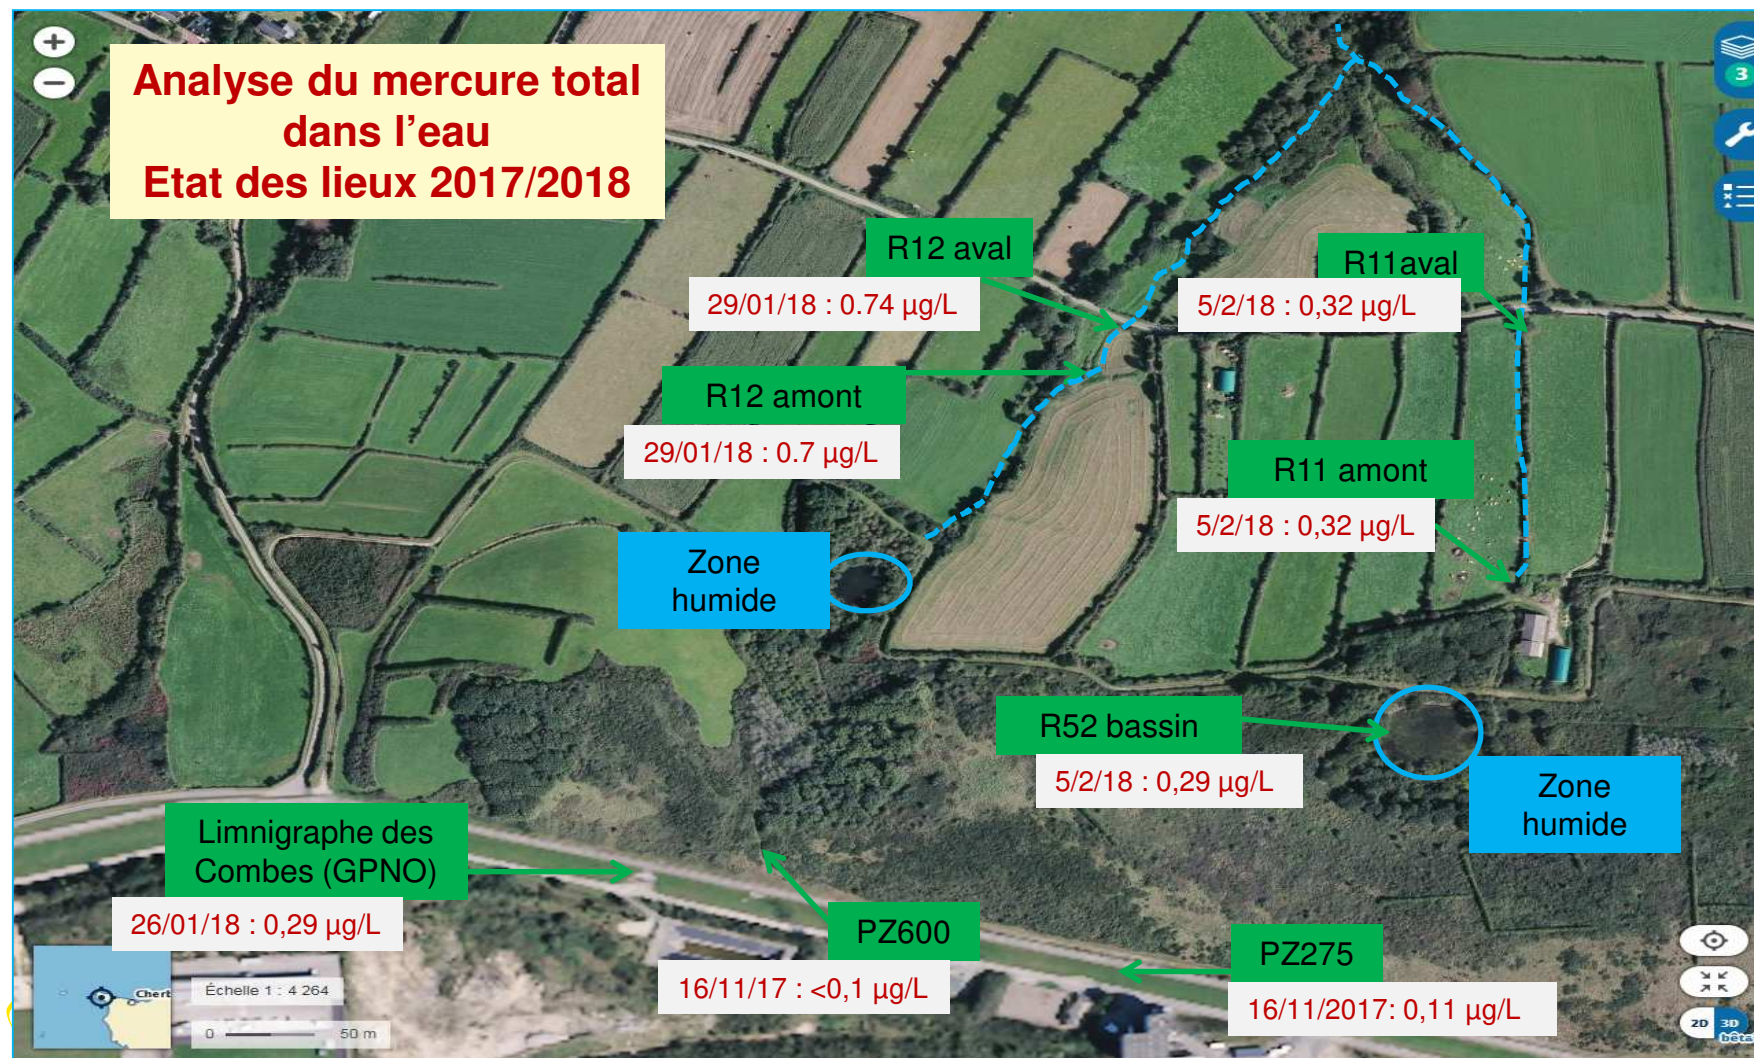 Analyse du mercure total
dans l’eau
Etat des lieux 2017/2018
3
R12 aval
29/01/18 : 0.74 µg/L
R11aval
5/2/18 : 0,32 µg/L
R12 amont
29/01/18 : 0.7 µg/L
R11 amont
5/2/18 : 0,32 µg/L
Zone
humide
R52 bassin
5/2/18 : 0,29 µg/L
Zone
humide
Limnigraphe des
Combes (GPNO)
26/01/18 : 0,29 µg/L
PZ600
16/11/17 : <0,1 µg/L
PZ275
16/11/2017: 0,11 µg/L
Chert
Échelle 1 : 4 264
0 50 m
2D 3D
bêta